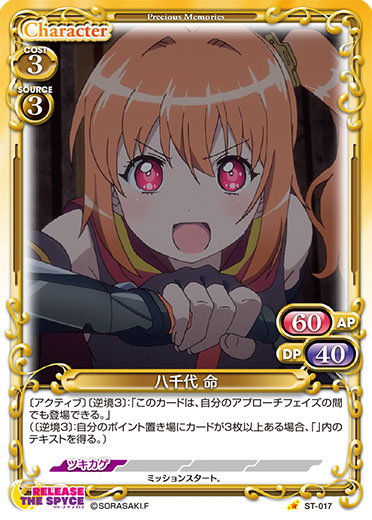 Precious Memories
Character
COST
3
SOURCE
3
60 AP
DP 40
八千代 命
〔アクティブ〕〔逆境3〕:「このカードは、自分のアプローチフェイズの間
でも登場できる。」
(〔逆境3〕:自分のポイント置き場にカードが3枚以上ある場合、「」内の
テキストを得る。)
ツキカゲ
ミッションスタート。
RELEASE
THE SPYCE
©SORASAKI.F
ST-017